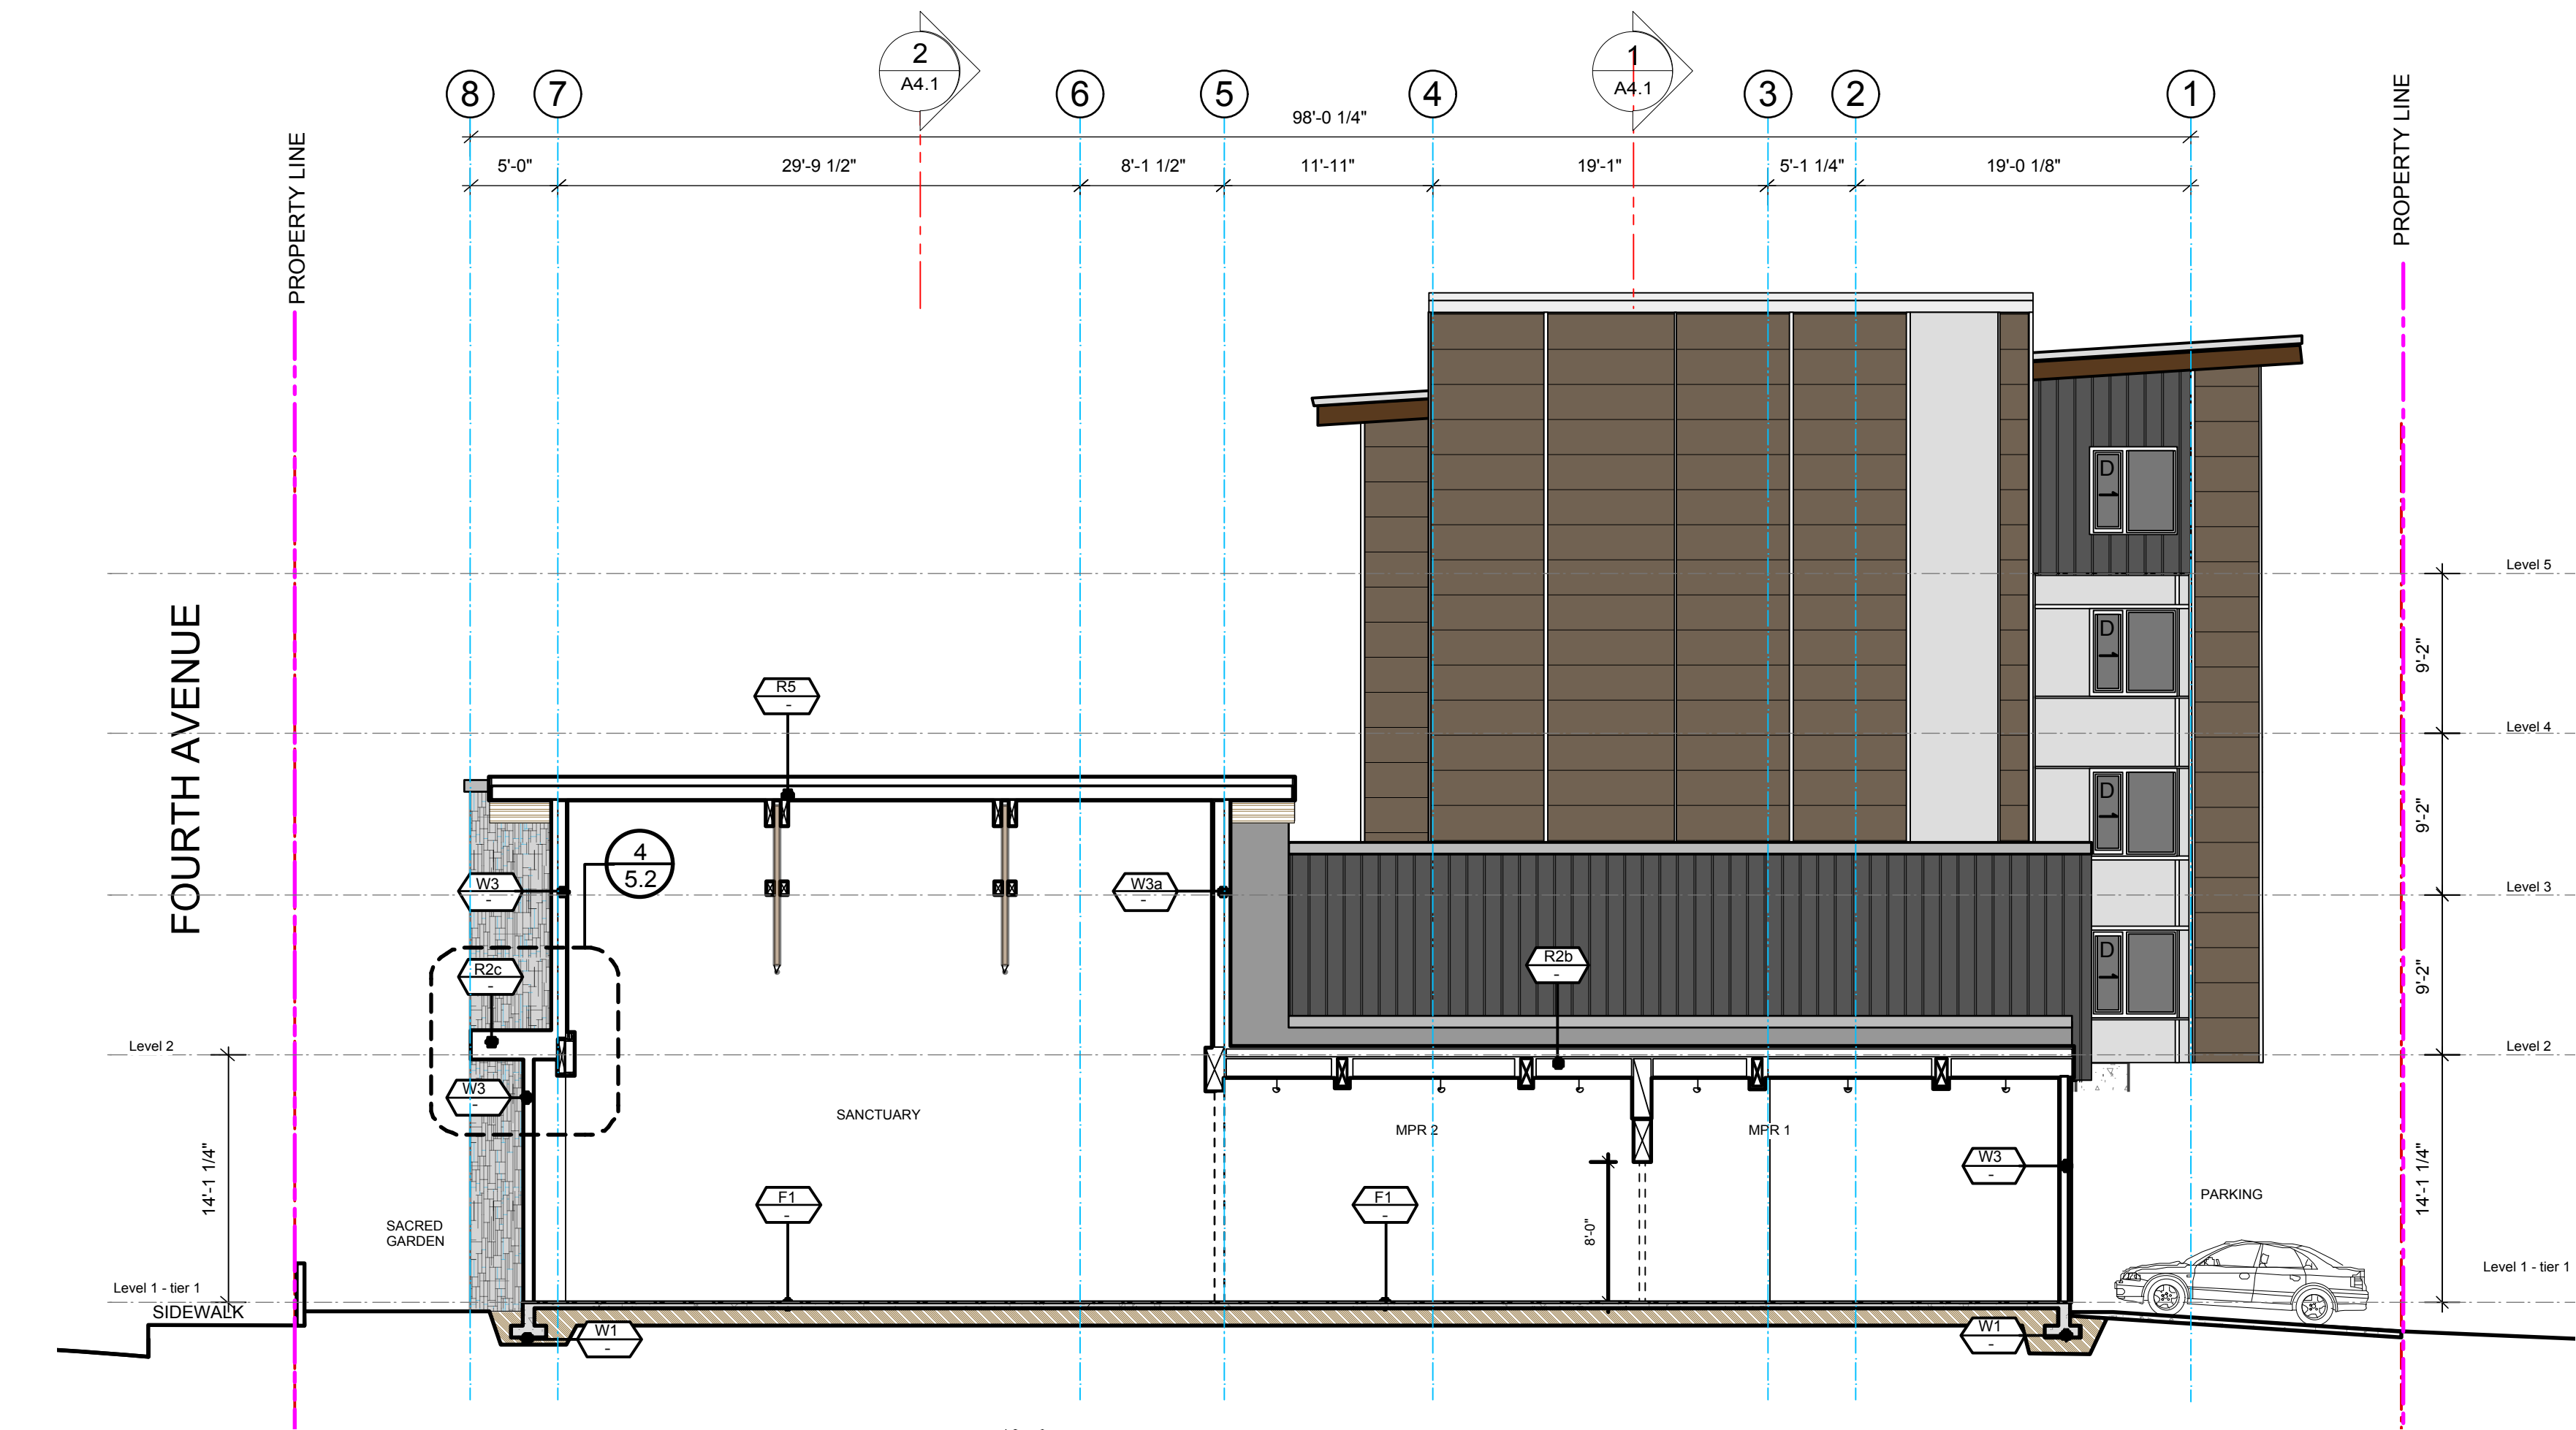 2
A4.1
1
A4.1
8
7
6
5
4
3
2
1
98'-0 1/4"
5'-0"
29'-9 1/2"
8'-1 1/2"
11'-11"
19'-1"
5'-1 1/4"
19'-0 1/8"
PROPERTY LINE
PROPERTY LINE
FOURTH AVENUE
D
1
D
1
D
1
D
1
Level 5
9'-2"
Level 4
9'-2"
Level 3
9'-2"
Level 2
14'-1 1/4"
Level 1 - tier 1
R5
-
4
5.2
W3
-
W3a
-
R2c
-
R2b
-
Level 2
W3
-
14'-1 1/4"
SANCTUARY
MPR 2
MPR 1
W3
-
PARKING
F1
-
F1
-
8'-0"
SACRED
GARDEN
Level 1 - tier 1
SIDEWALK
W1
-
W1
-